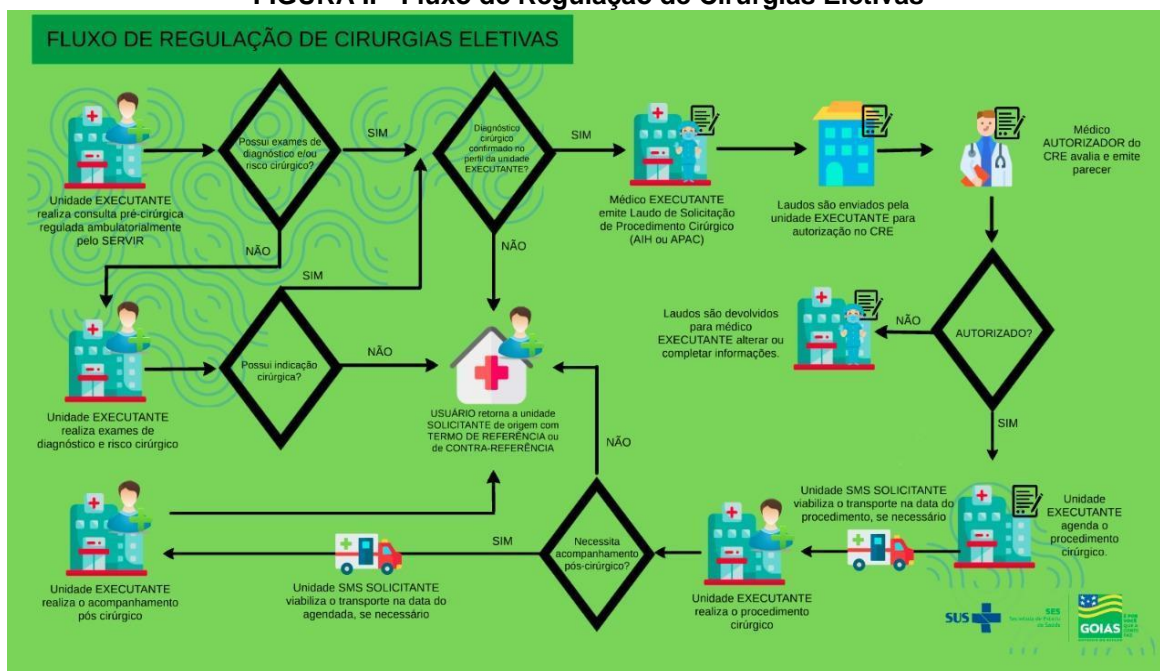 FIGURA II - Fluxo de Regulação de Cirurgias Eletivas
FLUXO DE REGULAÇÃO DE CIRURGIAS ELETIVAS
Unidade EXECUTANTE
realiza consulta pré-cirúrgica
regulada ambulatorialmente
pelo SERVIR
Possui exames de
diagnóstico e/ou
risco cirúrgico?
SIM
NÃO
Diagnóstico
cirúrgico
confirmado no
perfil da unidade
EXECUTANTE?
SIM
NÃO
Médico EXECUTANTE
emite Laudo de Solicitação
de Procedimento Cirúrgico
(AIH ou APAC)
Laudos são enviados pela
unidade EXECUTANTE para
autorização no CRE
Médico
AUTORIZADOR do
CRE avalia e emite
parecer
Unidade EXECUTANTE
realiza exames de
diagnóstico e risco cirúrgico
Possui indicação
cirúrgica?
SIM
NÃO
USUÁRIO retorna a unidade
SOLICITANTE de origem com
TERMO DE REFERÊNCIA ou
de CONTRA-REFERÊNCIA
Laudos são devolvidos
para médico
EXECUTANTE alterar ou
completar informações.
NÃO
AUTORIZADO?
SIM
Unidade
EXECUTANTE
agenda o
procedimento
cirúrgico.
Unidade SMS SOLICITANTE
viabiliza o transporte na data do
procedimento, se necessário
Unidade EXECUTANTE
realiza o procedimento
cirúrgico
Necessita
acompanhamento
pós-cirúrgico?
NÃO
SIM
Unidade SMS SOLICITANTE
viabiliza o transporte na data do
agendada, se necessário
Unidade EXECUTANTE
realiza o acompanhamento
pós cirúrgico
SUS
SES
Secretaria de Estado
da Saúde
GOIÁS